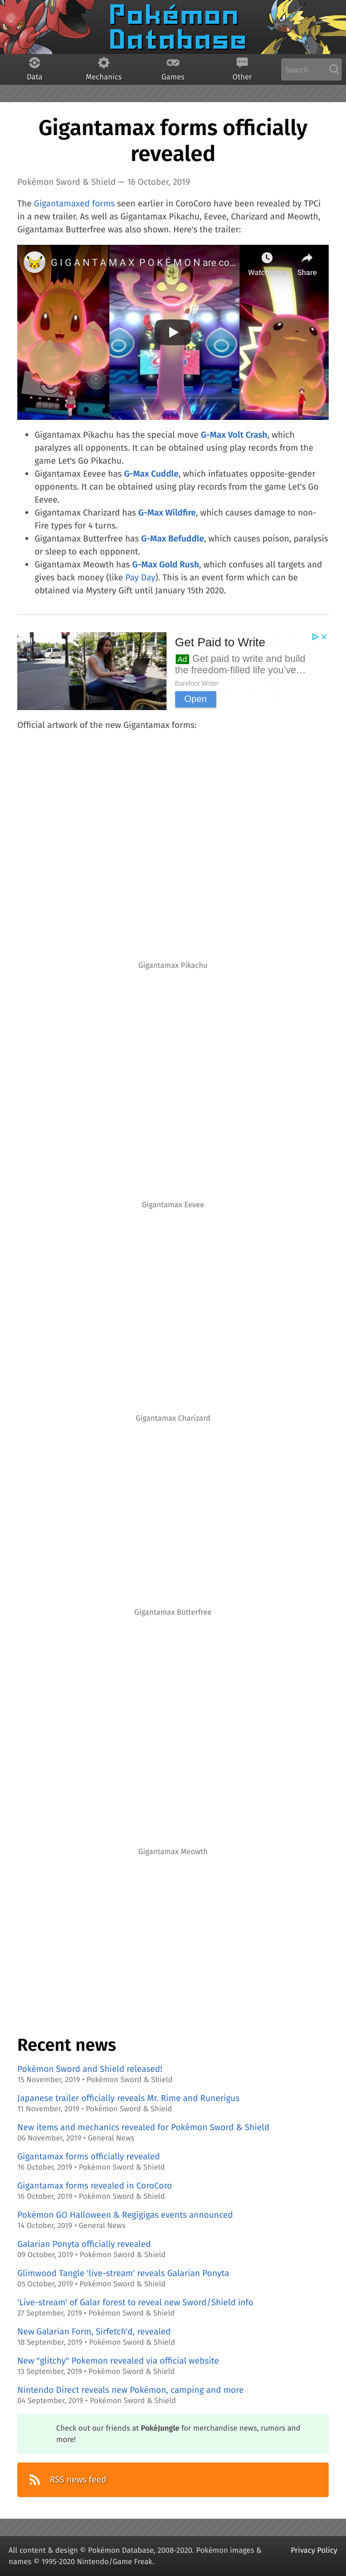 Pokémon
Database
Data
Mechanics
Games
Other
Search
Gigantamax forms officially
revealed
Pokémon Sword & Shield — 16 October, 2019
The Gigantamaxed forms seen earlier in CoroCoro have been revealed by TPCi
in a new trailer. As well as Gigantamax Pikachu, Eevee, Charizard and Meowth,
Gigantamax Butterfree was also shown. Here's the trailer:
G I G A N T A M A X P O K É M O N are co...
Share
• Gigantamax Pikachu has the special move G-Max Volt Crash, which
paralyzes all opponents. It can be obtained using play records from the
game Let's Go Pikachu.
• Gigantamax Eevee has G-Max Cuddle, which infatuates opposite-gender
opponents. It can be obtained using play records from the game Let's Go
Eevee.
• Gigantamax Charizard has G-Max Wildfire, which causes damage to non-
Fire types for 4 turns.
• Gigantamax Butterfree has G-Max Befuddle, which causes poison, paralysis
or sleep to each opponent.
• Gigantamax Meowth has G-Max Gold Rush, which confuses all targets and
gives back money (like Pay Day). This is an event form which can be
obtained via Mystery Gift until January 15th 2020.
Get Paid to Write
Ad Get paid to write and build
the freedom-filled life you've...
Barefoot Writer
Open
Official artwork of the new Gigantamax forms:
Gigantamax Pikachu
Gigantamax Eevee
Gigantamax Charizard
Gigantamax Butterfree
Gigantamax Meowth
Recent news
Pokémon Sword and Shield released!
15 November, 2019 • Pokémon Sword & Shield
Japanese trailer officially reveals Mr. Rime and Runerigus
11 November, 2019 • Pokémon Sword & Shield
New items and mechanics revealed for Pokémon Sword & Shield
06 November, 2019 • General News
Gigantamax forms officially revealed
16 October, 2019 • Pokémon Sword & Shield
Gigantamax forms revealed in CoroCoro
16 October, 2019 • Pokémon Sword & Shield
Pokémon GO Halloween & Regigigas events announced
14 October, 2019 • General News
Galarian Ponyta officially revealed
09 October, 2019 • Pokémon Sword & Shield
Glimwood Tangle 'live-stream' reveals Galarian Ponyta
05 October, 2019 • Pokémon Sword & Shield
'Live-stream' of Galar forest to reveal new Sword/Shield info
27 September, 2019 • Pokémon Sword & Shield
New Galarian Form, Sirfetch'd, revealed
18 September, 2019 • Pokémon Sword & Shield
New "glitchy" Pokemon revealed via official website
13 September, 2019 • Pokémon Sword & Shield
Nintendo Direct reveals new Pokémon, camping and more
04 September, 2019 • Pokémon Sword & Shield
Check out our friends at PokéJungle for merchandise news, rumors and
more!
RSS news feed
All content & design © Pokémon Database, 2008-2020. Pokémon images &
names © 1995-2020 Nintendo/Game Freak.
Privacy Policy